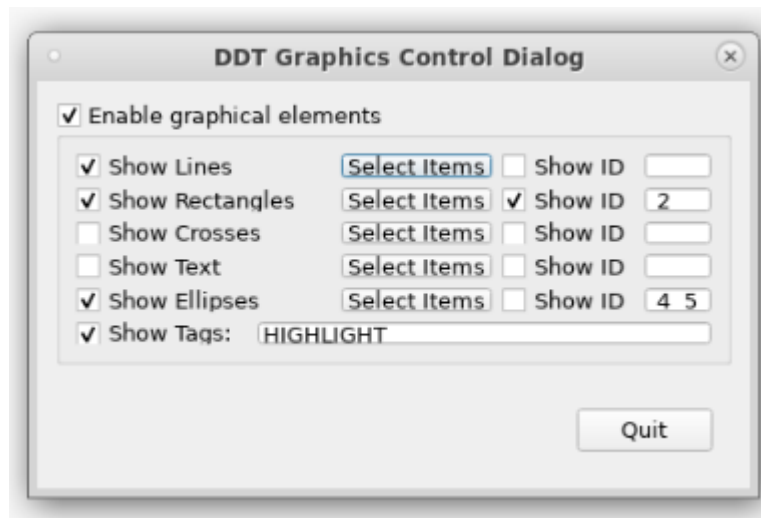 DDT Graphics Control Dialog
Enable graphical elements
Show Lines Select Items Show ID
Show Rectangles Select Items Show ID 2
Show Crosses Select Items Show ID
Show Text Select Items Show ID
Show Ellipses Select Items Show ID 4 5
Show Tags: HIGHLIGHT
Quit